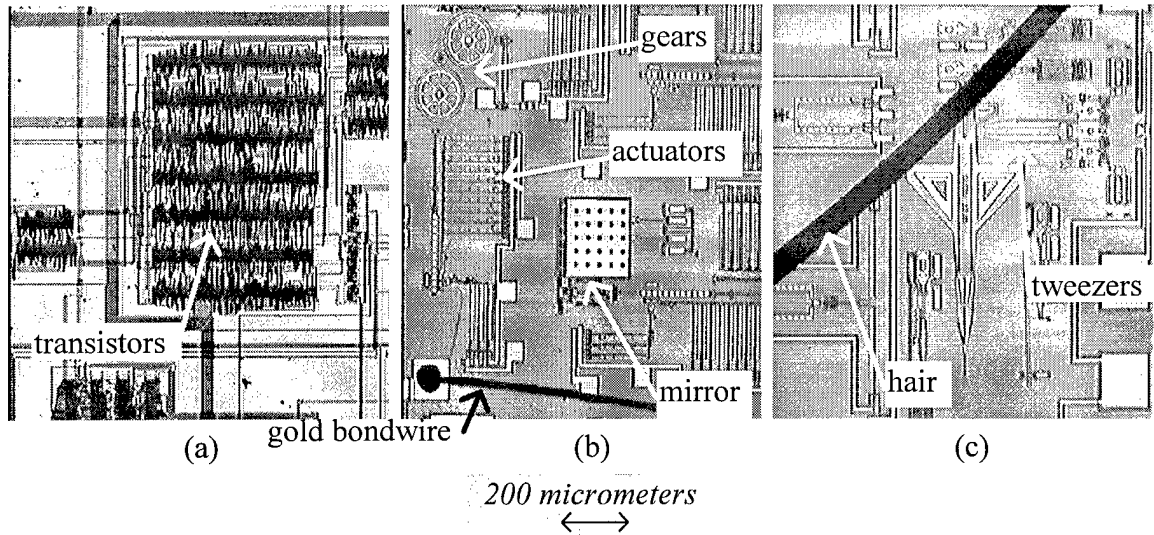 gears
actuators
transistors
mirror
gold bondwire
tweezers
hair
(a)
(b)
(c)
200 micrometers